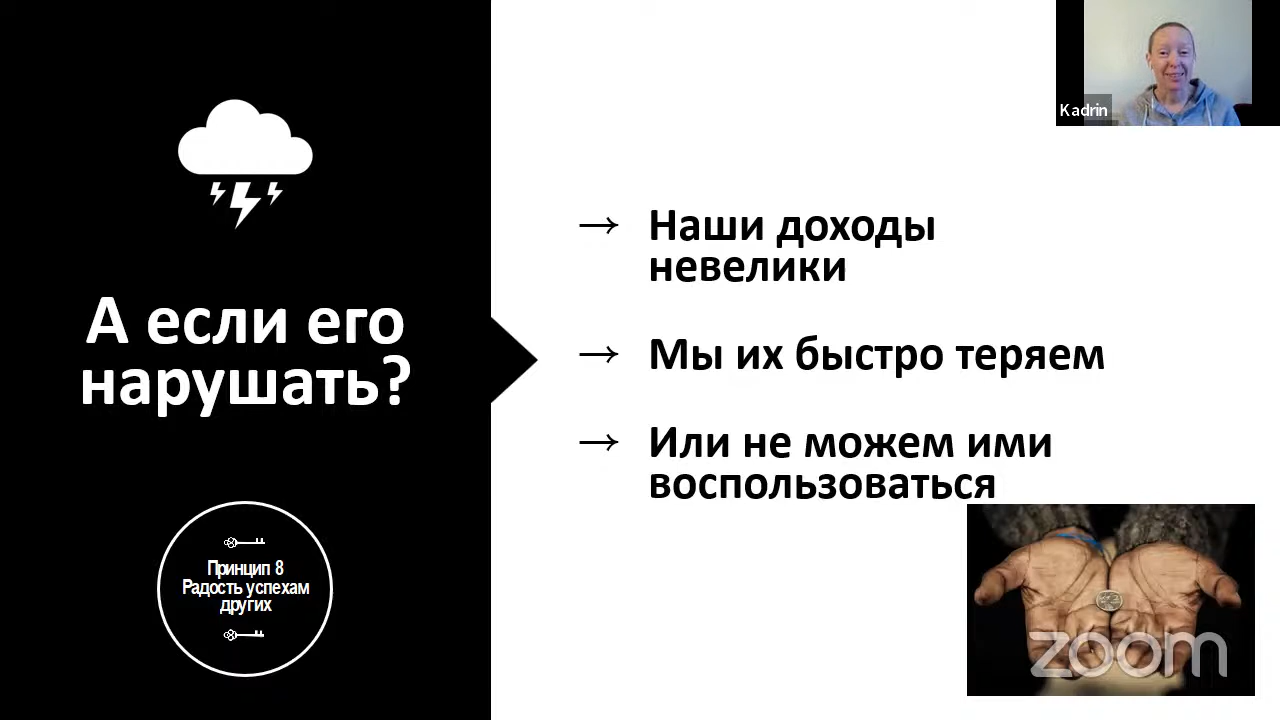 Kadrin
А если его
нарушать?
Принцип 8
Радость успехам
других
→ Наши доходы
невелики
→ Мы их быстро теряем
→ Или не можем ими
воспользоваться
zoom